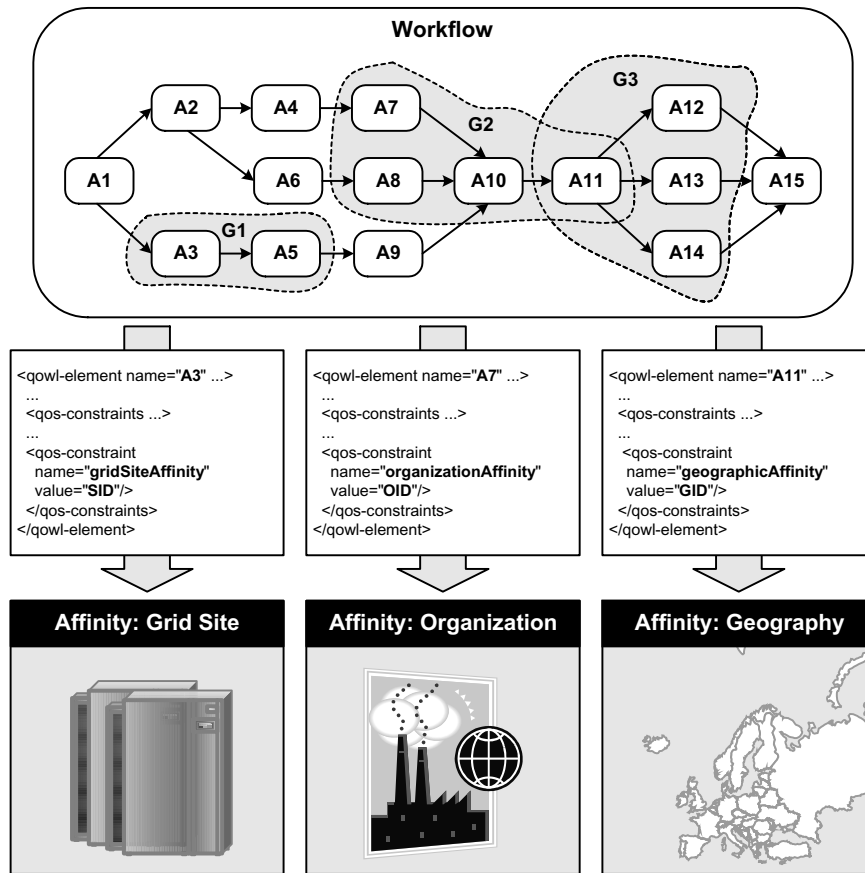 Workflow
A2
A4
A7
G2
G3
A12
A1
A6
A8
A10
A11
A13
A15
G1
A3
A5
A9
A14
<qowl-element name="A3" ...>
...
<qos-constraints ...>
...
<qos-constraint
name="gridSiteAffinity"
value="SID"/>
</qos-constraints>
</qowl-element>
<qowl-element name="A7" ...>
...
<qos-constraints ...>
...
<qos-constraint
name="organizationAffinity"
value="OID"/>
</qos-constraints>
</qowl-element>
<qowl-element name="A11" ...>
...
<qos-constraints ...>
...
<qos-constraint
name="geographicAffinity"
value="GID"/>
</qos-constraints>
</qowl-element>
Affinity: Grid Site
Affinity: Organization
Affinity: Geography